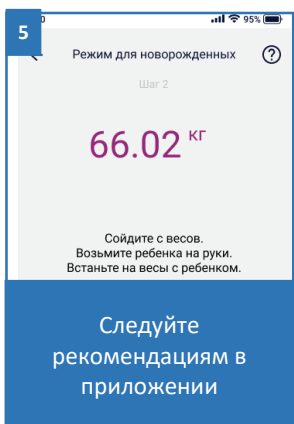 5
0
95%
Режим для новорожденных
?
Шаг 2
66.02 кг
Сойдите с весов.
Возьмите ребенка на руки.
Встаньте на весы с ребенком.
Следуйте
рекомендациям в
приложении